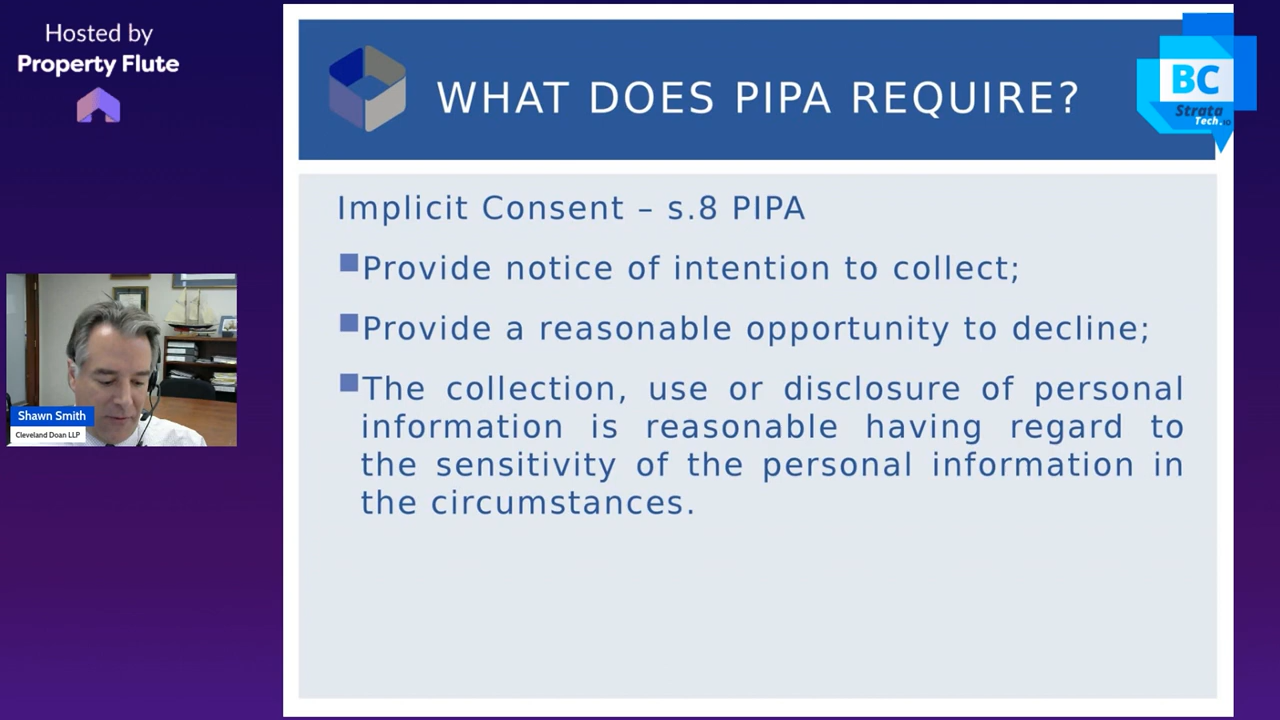 Hosted by
Property Flute
WHAT DOES PIPA REQUIRE?
BC
Strata
Tech.io
Implicit Consent – s.8 PIPA
Provide notice of intention to collect;
Provide a reasonable opportunity to decline;
The collection, use or disclosure of personal
information is reasonable having regard to
the sensitivity of the personal information in
the circumstances.
Shawn Smith
Cleveland Doan LLP